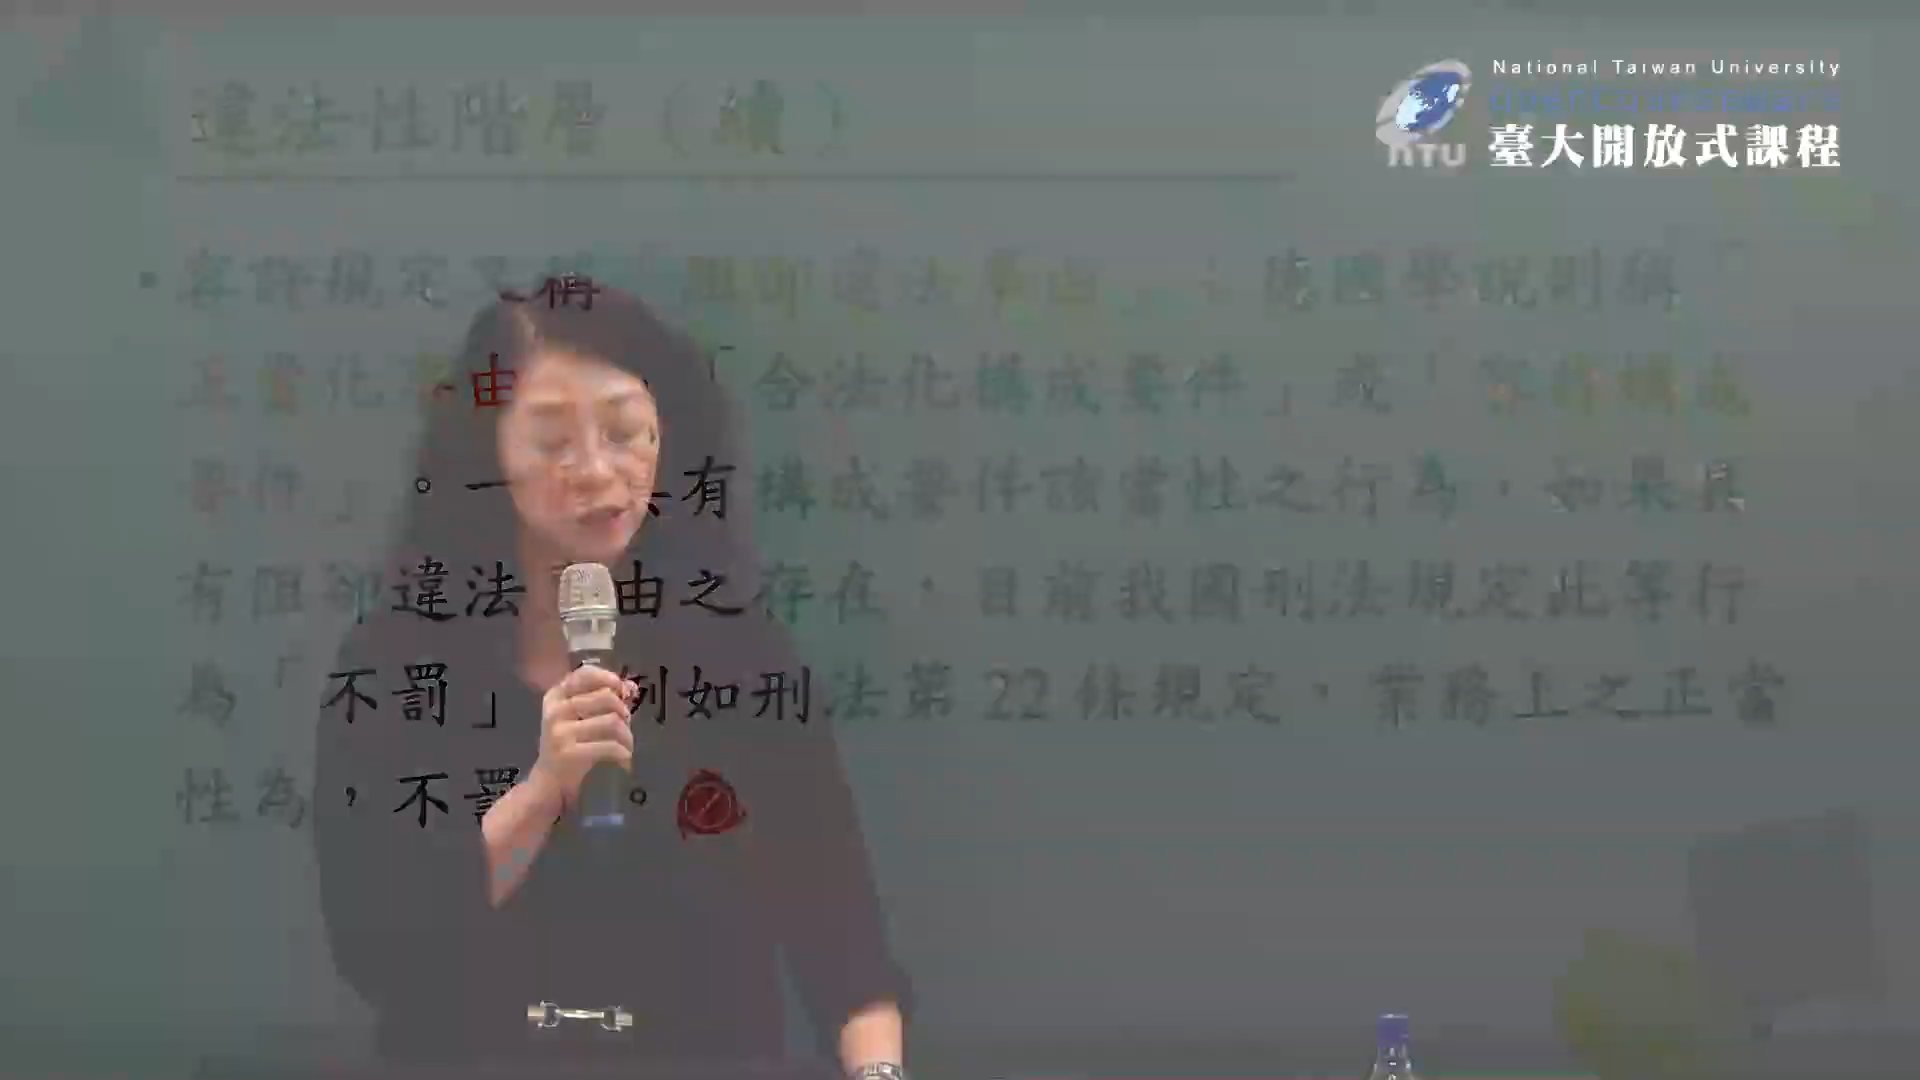 National Taiwan University
OpenCourseWare
NTU
臺大開放式課程
違法性階層（續）
容許規定又稱「阻卻違法事由」；德國學說則稱「
正當化事由」、「合法化構成要件」或「容許構成
要件」。一 具有構成要件該當性之行為，如果具
有阻卻違法事由之存在，目前我國刑法規定此等行
為「不罰」 例如刑法第 22 條規定，業務上之正當
性為，不罰 。